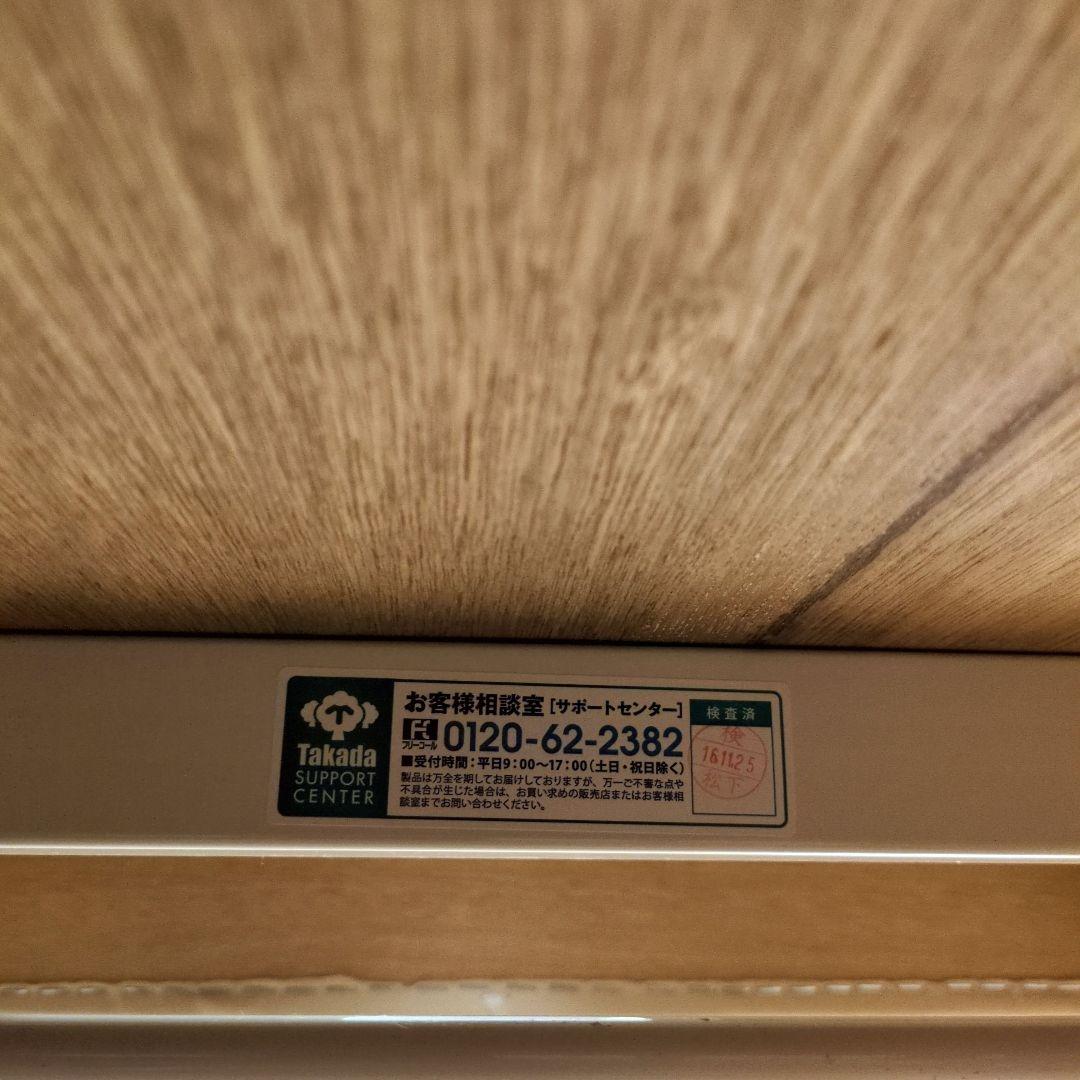 Takada
SUPPORT
CENTER
お客様相談室 [サポートセンター]
フリーコール 0120-62-2382
■受付時間：平日9：00～17：00（土日・祝日除く）
製品は万全を期してお届けしておりますが、万一ご不審な点や
不具合が生じた場合は、お買い求めの販売店またはお客様相
談室までお問い合わせください。
検査済
検
16.11.25
松下